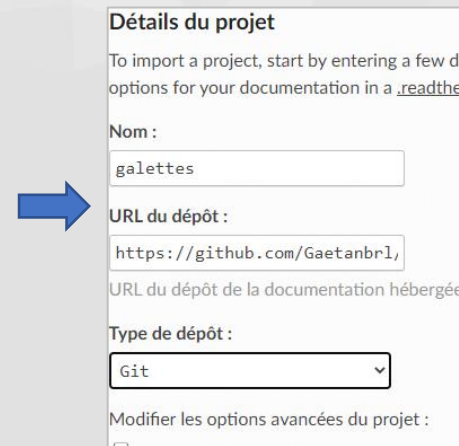 Détails du projet
To import a project, start by entering a few
options for your documentation in a .readthe
Nom :
galettes
URL du dépôt :
https://github.com/Gaetanbrl/
URL du dépôt de la documentation hébergée
Type de dépôt :
Git
Modifier les options avancées du projet :